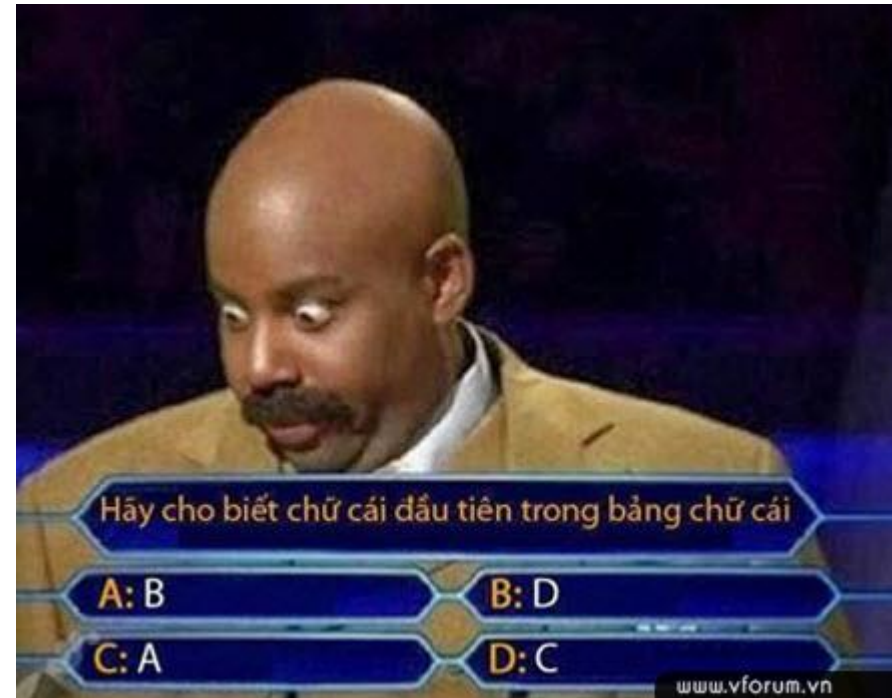 Hãy cho biết chữ cái đầu tiên trong bảng chữ cái
A: B
B: D
C: A
D: C
www.vforum.vn